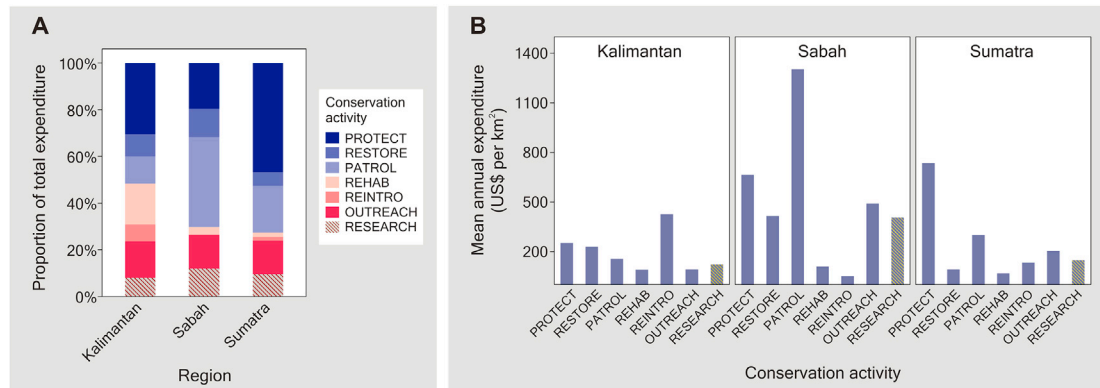 A
Proportion of total expenditure
100%
80%
60%
40%
20%
0%
Kalimantan
Sabah
Sumatra
Region
Conservation
activity
PROTECT
RESTORE
PATROL
REHAB
REINTRO
OUTREACH
RESEARCH
B
Mean annual expenditure
(US$ per km²)
1400
1100
800
500
200
Kalimantan
Sabah
Sumatra
PROTECT
RESTORE
PATROL
REHAB
REINTRO
OUTREACH
RESEARCH
PROTECT
RESTORE
PATROL
REHAB
REINTRO
OUTREACH
RESEARCH
PROTECT
RESTORE
PATROL
REHAB
REINTRO
OUTREACH
RESEARCH
Conservation activity